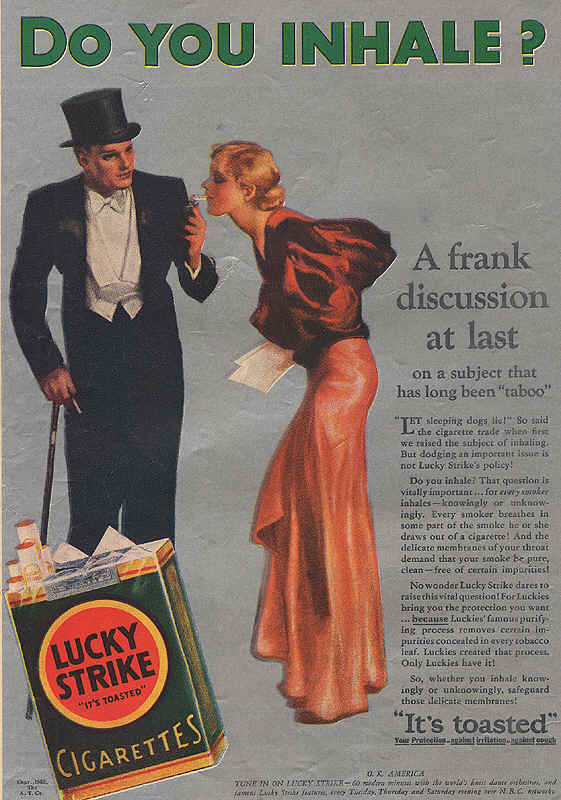 DO YOU INHALE?
A frank
discussion
at last
on a subject that
has long been "taboo"
"LET sleeping dogs lie!" So said
the cigarette trade when first
we raised the subject of inhaling.
But dodging an important issue is
not Lucky Strike's policy!
Do you inhale? That question is
vitally important...for every smoker
inhales—knowingly or unknow-
ingly. Every smoker breathes in
some part of the smoke he or she
draws out of a cigarette! And the
delicate membranes of your throat
demand that your smoke be pure,
clean—free of certain impurities!
No wonder Lucky Strike dares to
raise this vital question! For Luckies
bring you the protection you want
...because Luckies' famous purify-
ing process removes certain im-
purities concealed in every tobacco
leaf. Luckies created that process.
Only Luckies have it!
So, whether you inhale know-
ingly or unknowingly, safeguard
those delicate membranes!
"It's toasted"
Your Protection—against irritation—against cough
LUCKY
STRIKE
"IT'S TOASTED"
CIGARETTES
Copr., 1932,
The
A. T. Co.
O. K. AMERICA
TUNE IN ON LUCKY STRIKE—60 modern minutes with the world's finest dance orchestras, and
famous Lucky Strike features, every Tuesday, Thursday and Saturday evening over N.B.C. networks.